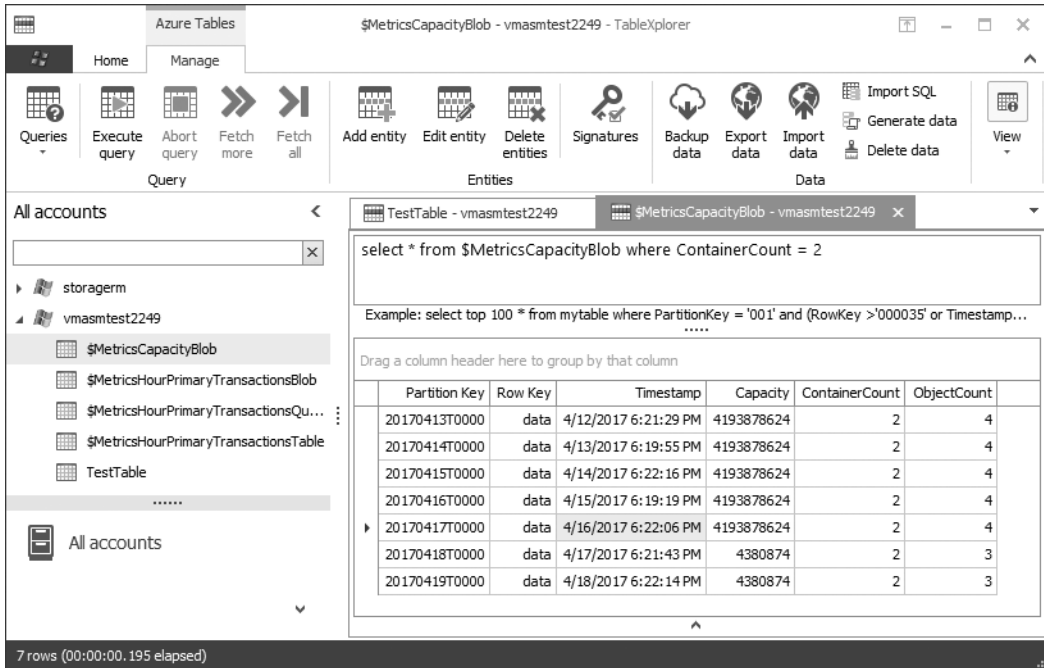 Azure Tables
$MetricsCapacityBlob - vmasmtest2249 - TableXplorer
Home
Manage
Queries
Execute query
Abort query
Fetch more
Fetch all
Query
Add entity
Edit entity
Delete entities
Entities
Signatures
Backup data
Export data
Import data
Import SQL
Generate data
Delete data
Data
View
All accounts
storagerm
vmasmtest2249
$MetricsCapacityBlob
$MetricsHourPrimaryTransactionsBlob
$MetricsHourPrimaryTransactionsQu...
$MetricsHourPrimaryTransactionsTable
TestTable
All accounts
TestTable - vmasmtest2249
$MetricsCapacityBlob - vmasmtest2249
select * from $MetricsCapacityBlob where ContainerCount = 2
Example: select top 100 * from mytable where PartitionKey = '001' and (RowKey >'000035' or Timestamp...
Drag a column header here to group by that column
Partition Key Row Key Timestamp Capacity ContainerCount ObjectCount
20170413T0000 data 4/12/2017 6:21:29 PM 4193878624 2 4
20170414T0000 data 4/13/2017 6:19:55 PM 4193878624 2 4
20170415T0000 data 4/14/2017 6:22:16 PM 4193878624 2 4
20170416T0000 data 4/15/2017 6:19:19 PM 4193878624 2 4
20170417T0000 data 4/16/2017 6:22:06 PM 4193878624 2 4
20170418T0000 data 4/17/2017 6:21:43 PM 4380874 2 3
20170419T0000 data 4/18/2017 6:22:14 PM 4380874 2 3
7 rows (00:00:00.195 elapsed)